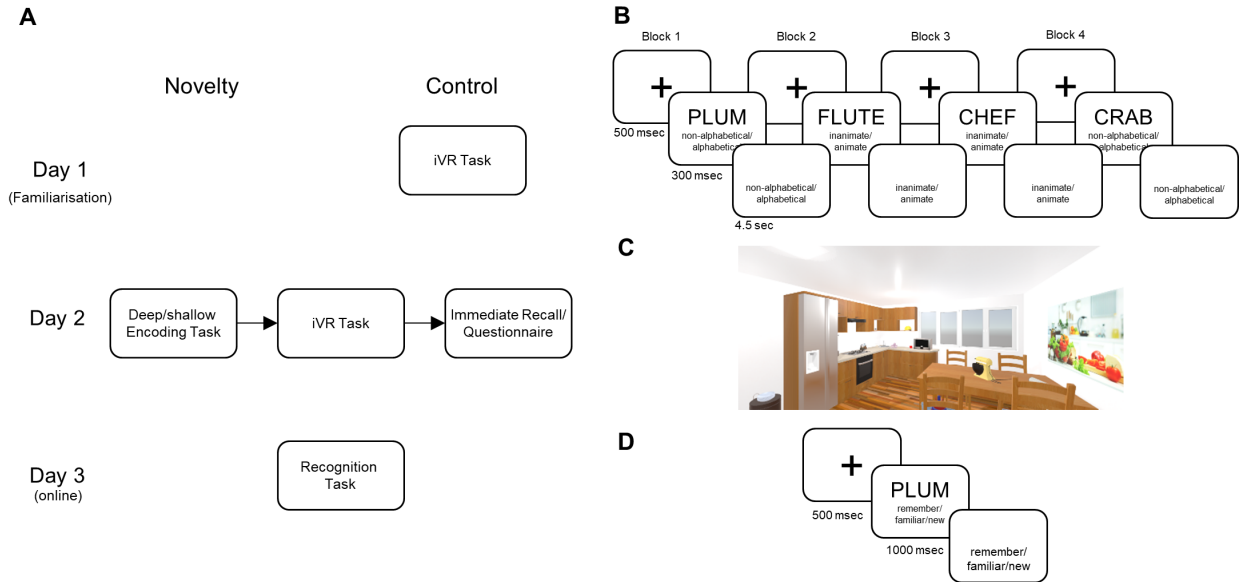 A
Novelty
Control
Day 1
(Familiarisation)
iVR Task
Day 2
Deep/shallow
Encoding Task
iVR Task
Immediate Recall/
Questionnaire
Day 3
(online)
Recognition
Task
B
Block 1
Block 2
Block 3
Block 4
+
+
+
+
500 msec
PLUM
non-alphabetical/
alphabetical
FLUTE
inanimate/
animate
CHEF
inanimate/
animate
CRAB
non-alphabetical/
alphabetical
300 msec
non-alphabetical/
alphabetical
inanimate/
animate
inanimate/
animate
non-alphabetical/
alphabetical
4.5 sec
C
D
+
500 msec
PLUM
remember/
familiar/new
1000 msec
remember/
familiar/new